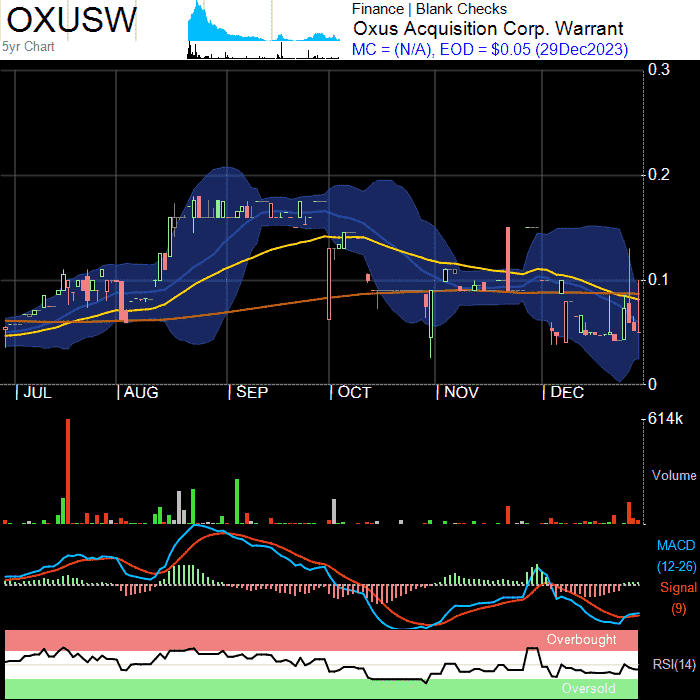 OXUSW
5yr Chart
Finance | Blank Checks
Oxus Acquisition Corp. Warrant
MC = (N/A), EOD = $0.05 (29Dec2023)
0.3
0.2
0.1
0
JUL AUG SEP OCT NOV DEC
614k
Volume
MACD
(12-26)
Signal
(9)
Overbought
RSI(14)
Oversold